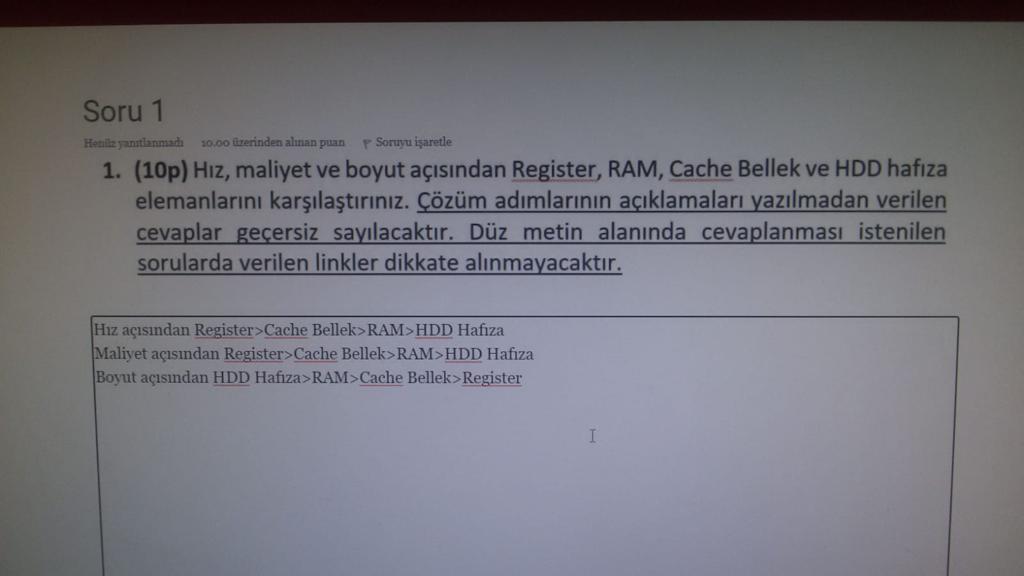 Soru 1
Henüz yanıtlanmadı 10.00 üzerinden alınan puan Soruyu işaretle
1. (10p) Hız, maliyet ve boyut açısından Register, RAM, Cache Bellek ve HDD hafıza
elemanlarını karşılaştırınız. Çözüm adımlarının açıklamaları yazılmadan verilen
cevaplar geçersiz sayılacaktır. Düz metin alanında cevaplanması istenilen
sorularda verilen linkler dikkate alınmayacaktır.
Hız açısından Register>Cache Bellek>RAM>HDD Hafıza
Maliyet açısından Register>Cache Bellek>RAM>HDD Hafıza
Boyut açısından HDD Hafıza>RAM>Cache Bellek>Register